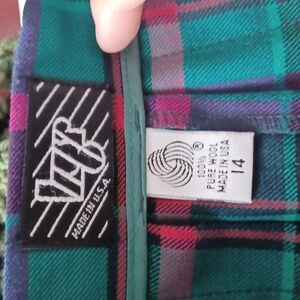 MADE IN U.S.A.
®
100%
PURE WOOL
MADE IN USA
14